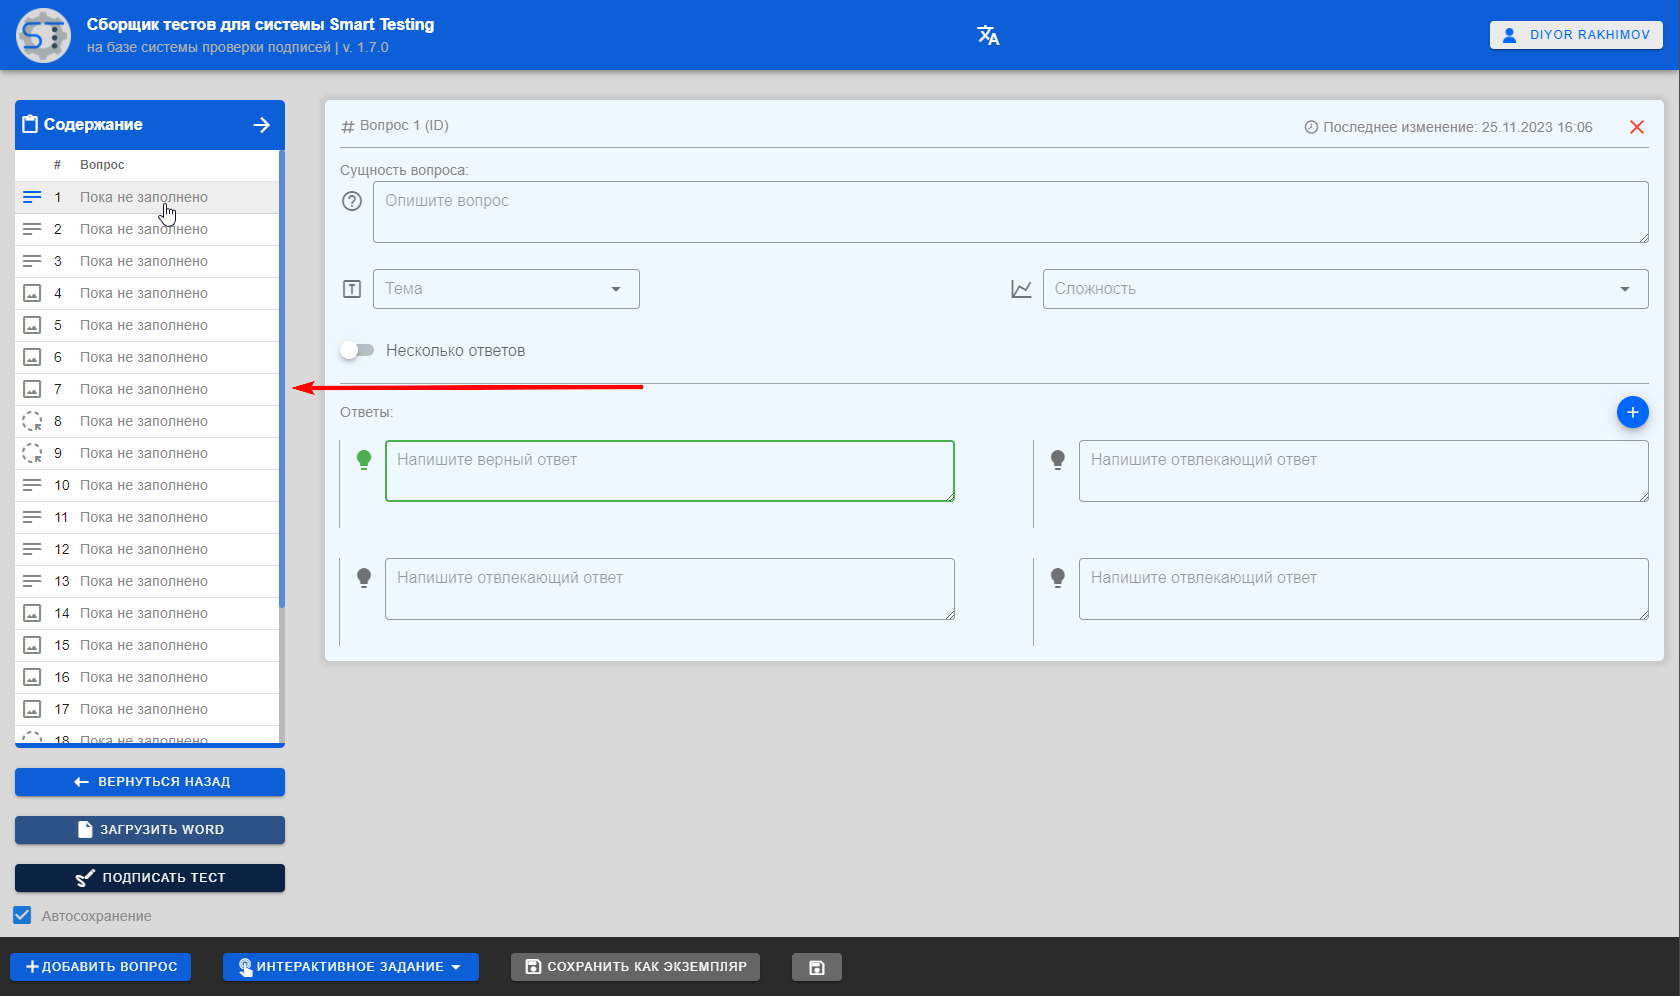 Сборщик тестов для системы Smart Testing
на базе системы проверки подписей | v. 1.7.0
DIYOR RAKHIMOV
Содержание
# Вопрос
1 Пока не заполнено
2 Пока не заполнено
3 Пока не заполнено
4 Пока не заполнено
5 Пока не заполнено
6 Пока не заполнено
7 Пока не заполнено
8 Пока не заполнено
9 Пока не заполнено
10 Пока не заполнено
11 Пока не заполнено
12 Пока не заполнено
13 Пока не заполнено
14 Пока не заполнено
15 Пока не заполнено
16 Пока не заполнено
17 Пока не заполнено
18 Пока не заполнено
ВЕРНУТЬСЯ НАЗАД
ЗАГРУЗИТЬ WORD
ПОДПИСАТЬ ТЕСТ
Автосохранение
# Вопрос 1 (ID)
Последнее изменение: 25.11.2023 16:06
Сущность вопроса:
Опишите вопрос
Тема
Сложность
Несколько ответов
Ответы:
Напишите верный ответ
Напишите отвлекающий ответ
Напишите отвлекающий ответ
Напишите отвлекающий ответ
ДОБАВИТЬ ВОПРОС
ИНТЕРАКТИВНОЕ ЗАДАНИЕ
СОХРАНИТЬ КАК ЭКЗЕМПЛЯР